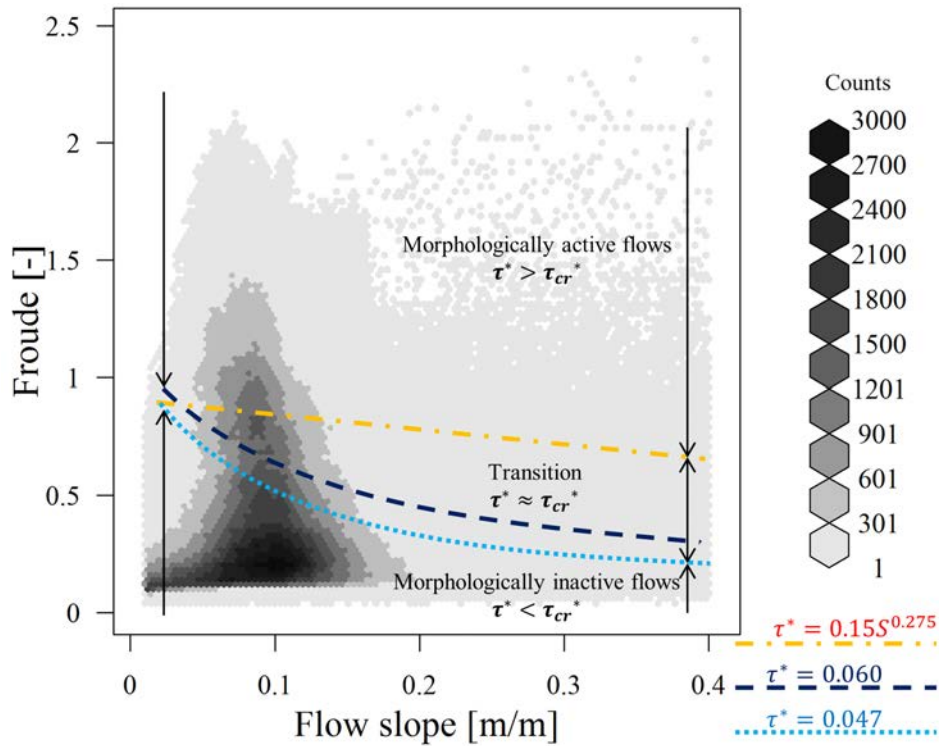 2.5
2
1.5
1
0.5
0
Froude [-]
Morphologically active flows
τ* > τcr*
Transition
τ* ≈ τcr*
Morphologically inactive flows
τ* < τcr*
0 0.1 0.2 0.3 0.4
Flow slope [m/m]
Counts
3000
2700
2400
2100
1800
1500
1201
901
601
301
1
τ* = 0.15S^0.275
τ* = 0.060
τ* = 0.047